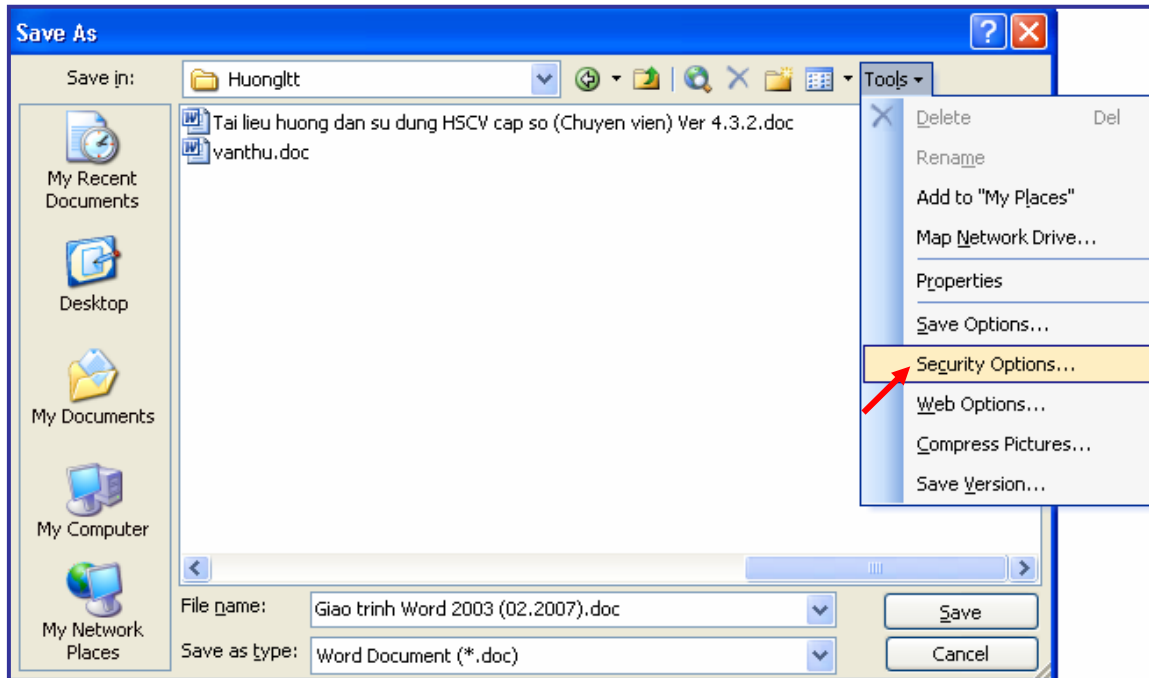 Save As
Save in:
Huongltt
Tools
Tai lieu huong dan su dung HSCV cap so (Chuyen vien) Ver 4.3.2.doc
vanthu.doc
My Recent
Documents
Desktop
My Documents
My Computer
My Network
Places
Delete Del
Rename
Add to "My Places"
Map Network Drive...
Properties
Save Options...
Security Options...
Web Options...
Compress Pictures...
Save Version...
File name:
Giao trinh Word 2003 (02.2007).doc
Save
Save as type:
Word Document (*.doc)
Cancel